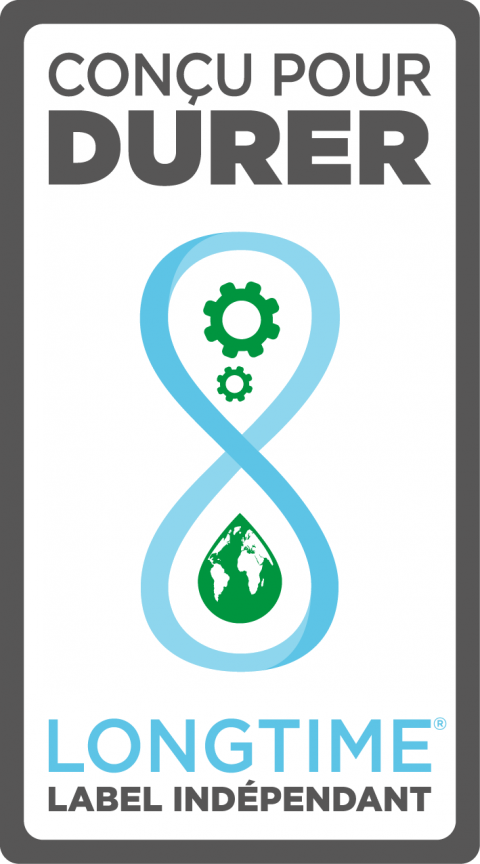 CONÇU POUR
DURER
LONGTIME®
LABEL INDÉPENDANT